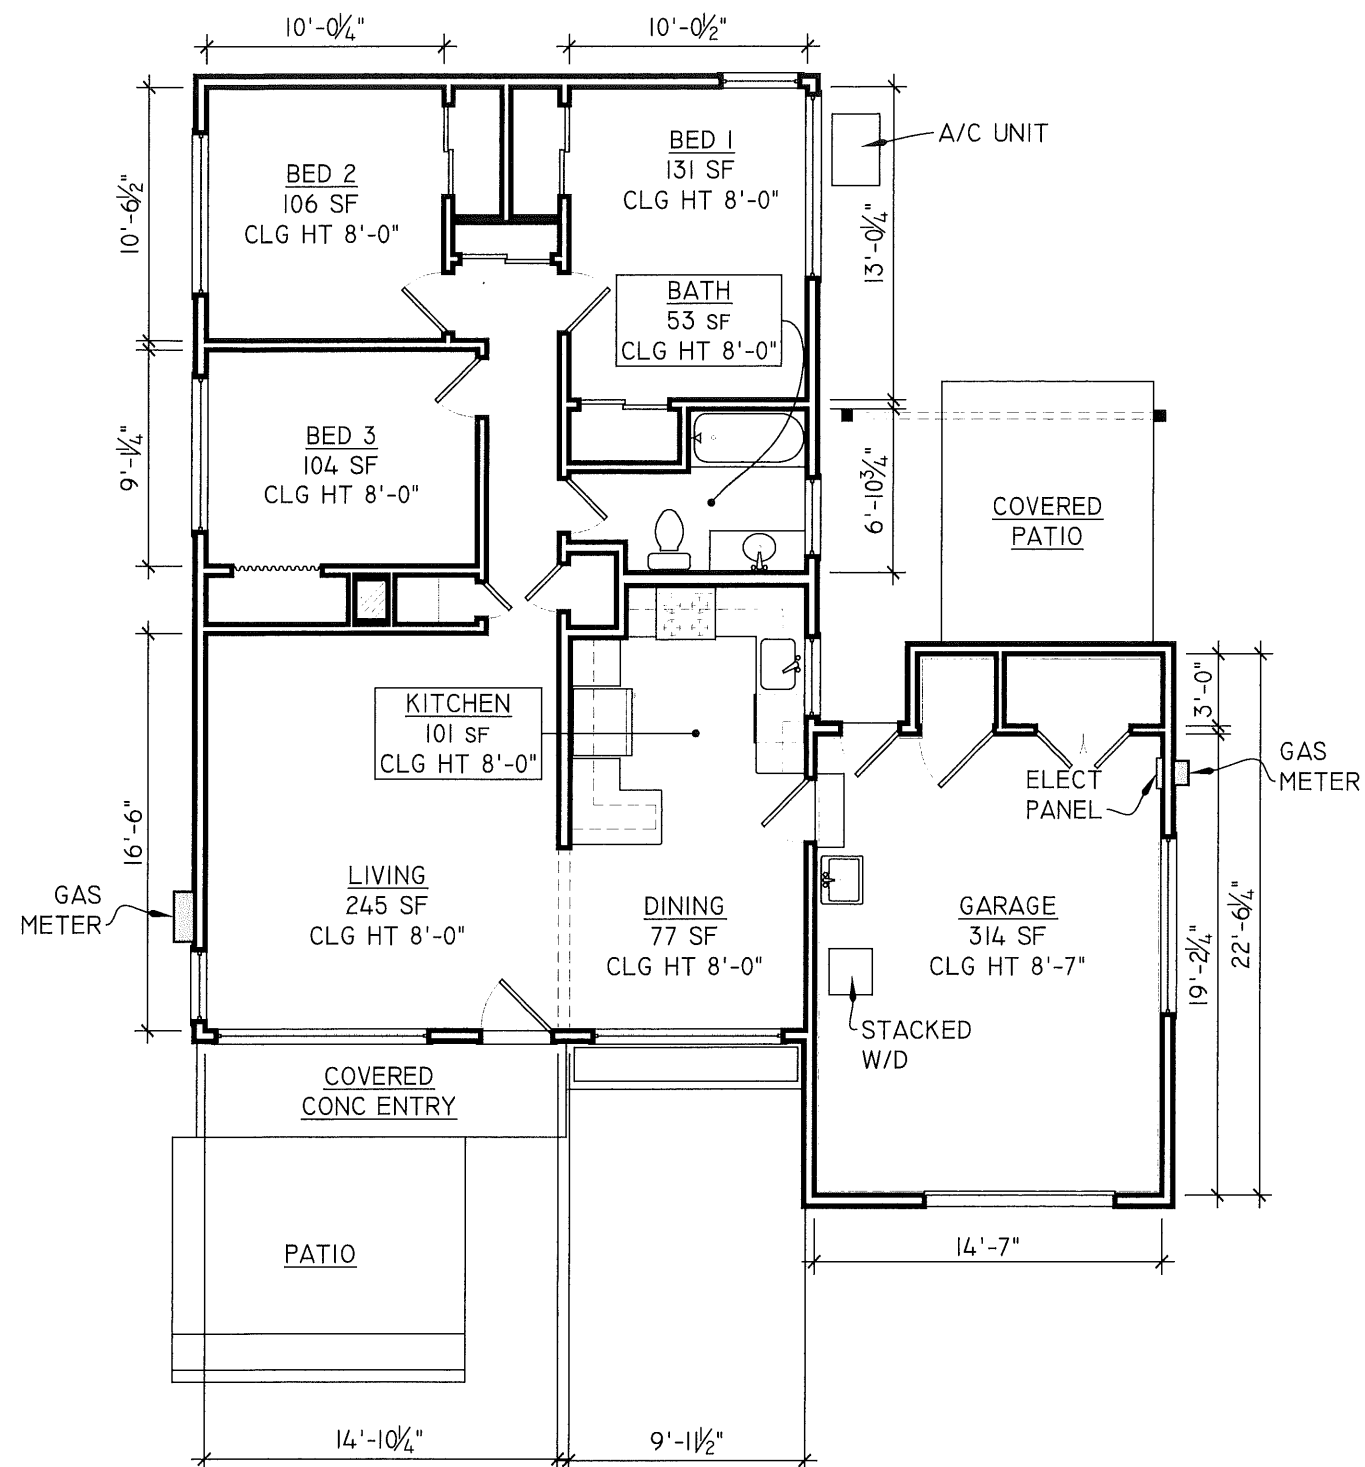 10'-0¼"
10'-0½"
A/C UNIT
BED 1
131 SF
CLG HT 8'-0"
BED 2
106 SF
CLG HT 8'-0"
10'-6½"
13'-0¼"
BATH
53 SF
CLG HT 8'-0"
BED 3
104 SF
CLG HT 8'-0"
9'-1¼"
6'-10¾"
COVERED
PATIO
KITCHEN
101 SF
CLG HT 8'-0"
3'-0"
GAS
METER
ELECT
PANEL
16'-6"
GAS
METER
LIVING
245 SF
CLG HT 8'-0"
DINING
77 SF
CLG HT 8'-0"
GARAGE
314 SF
CLG HT 8'-7"
19'-2¼"
22'-6¼"
STACKED
W/D
COVERED
CONC ENTRY
PATIO
14'-7"
14'-10¼"
9'-11½"